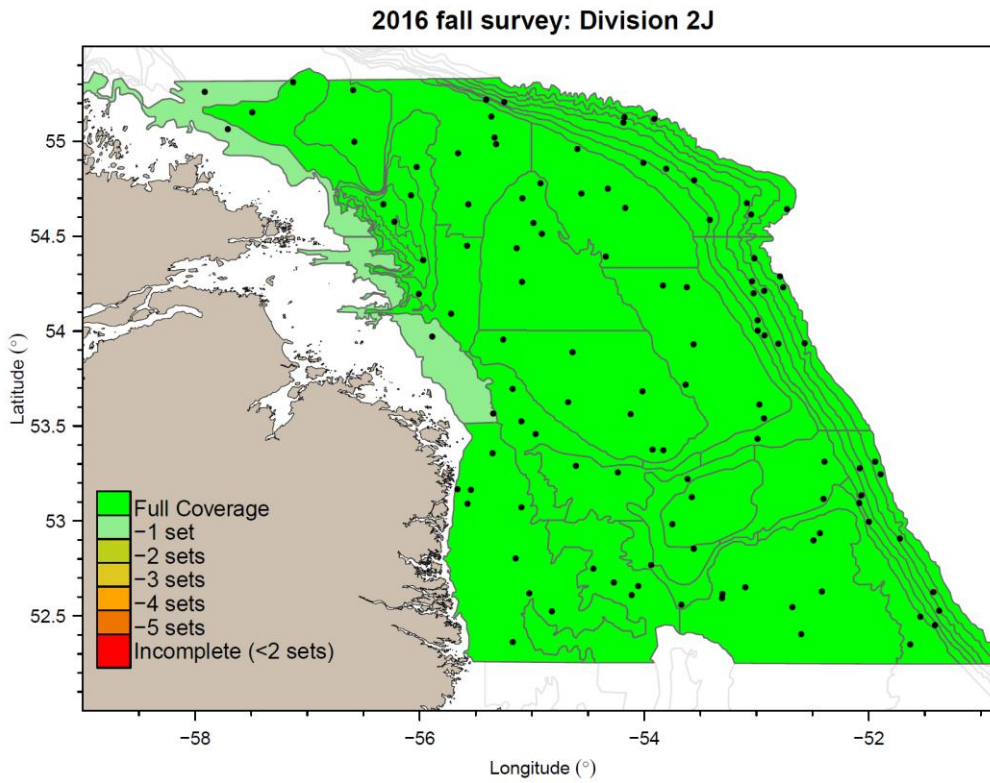 2016 fall survey: Division 2J
55
54.5
54
53.5
53
52.5
Latitude (°)
Full Coverage
−1 set
−2 sets
−3 sets
−4 sets
−5 sets
Incomplete (<2 sets)
−58
−56
−54
−52
Longitude (°)